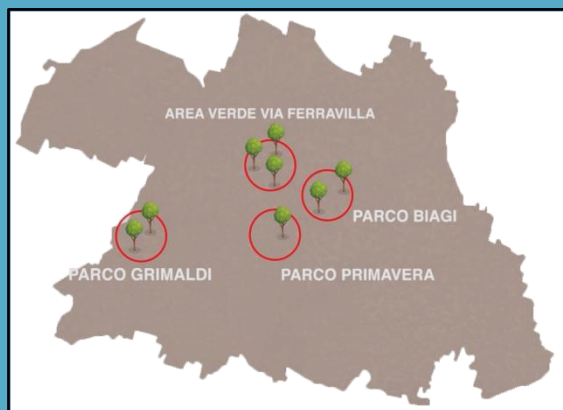 AREA VERDE VIA FERRAVILLA
PARCO BIAGI
PARCO GRIMALDI
PARCO PRIMAVERA